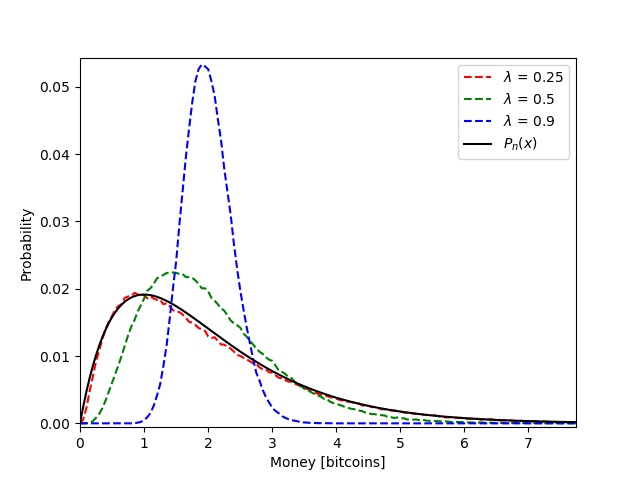 λ = 0.25
λ = 0.5
λ = 0.9
Pₙ(x)
Probability
0.05
0.04
0.03
0.02
0.01
0.00
0 1 2 3 4 5 6 7
Money [bitcoins]